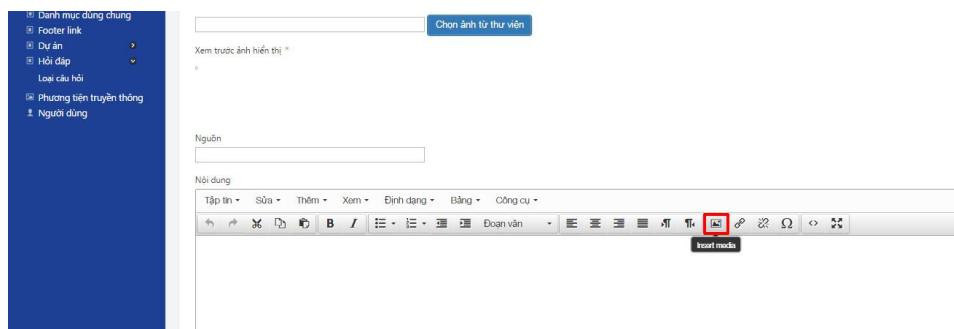 Danh mục dùng chung
Footer link
Dự án
Hỏi đáp
Loại câu hỏi
Phương tiện truyền thông
Người dùng
Chọn ảnh từ thư viện
Xem trước ảnh hiển thị *
Nguồn
Nội dung
Tập tin Sửa Thêm Xem Định dạng Bảng Công cụ
B I Đoạn văn Ω
Insert media